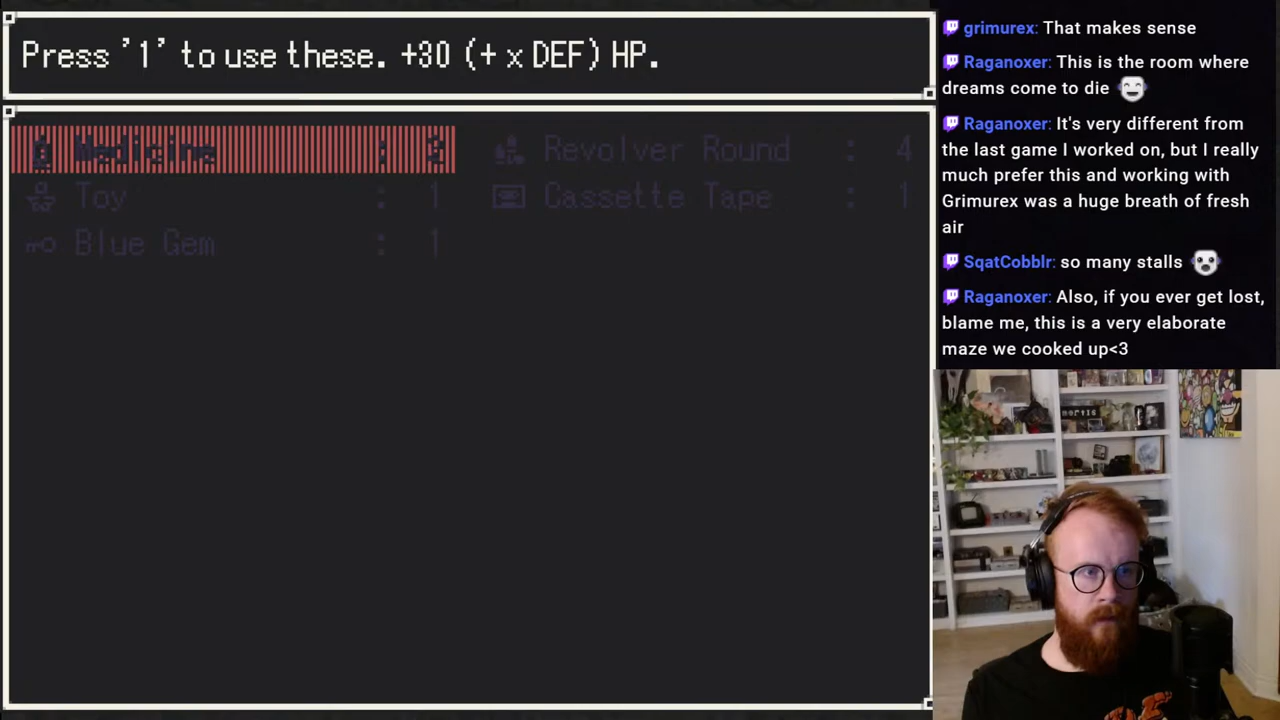 Press '1' to use these. +30 (+ x DEF) HP.
Medicine : 3
Revolver Round : 4
Toy : 1
Cassette Tape : 1
Blue Gem : 1
grimurex: That makes sense
Raganoxer: This is the room where
dreams come to die
Raganoxer: It's very different from
the last game I worked on, but I really
much prefer this and working with
Grimurex was a huge breath of fresh
air
SqatCobblr: so many stalls
Raganoxer: Also, if you ever get lost,
blame me, this is a very elaborate
maze we cooked up<3
mortis